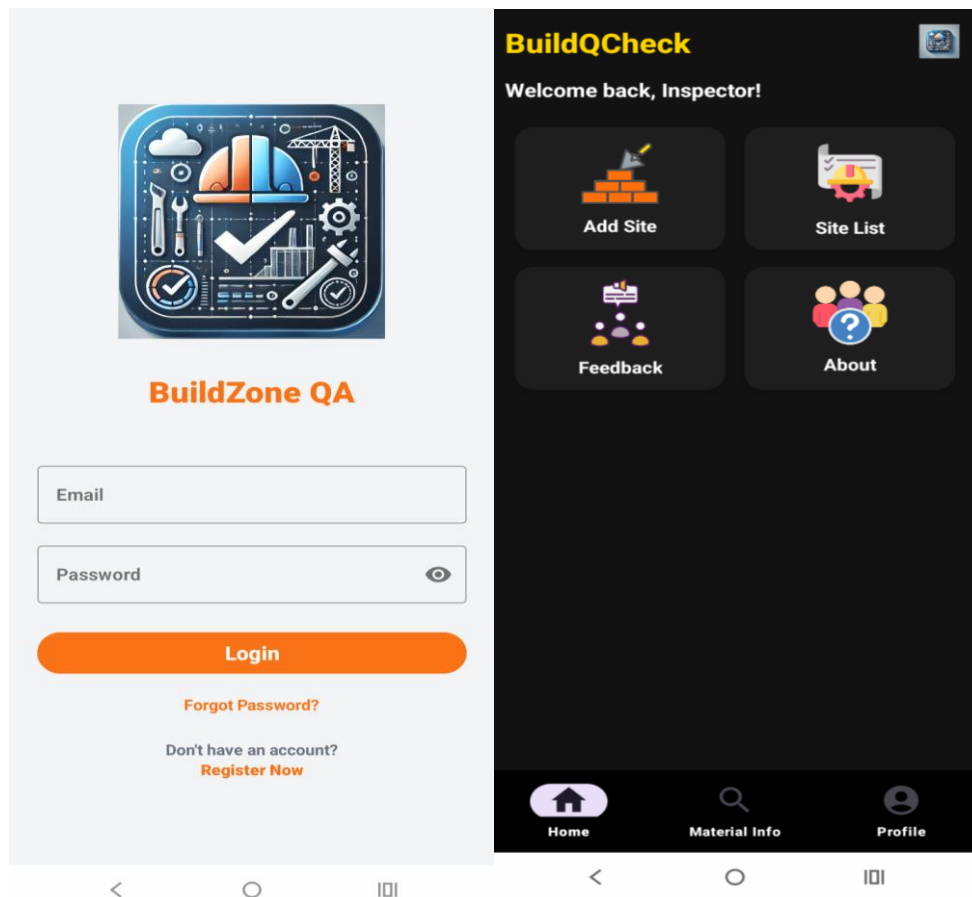 BuildZone QA
Email
Password
Login
Forgot Password?
Don't have an account?
Register Now
BuildQCheck
Welcome back, Inspector!
Add Site
Site List
Feedback
About
Home
Material Info
Profile